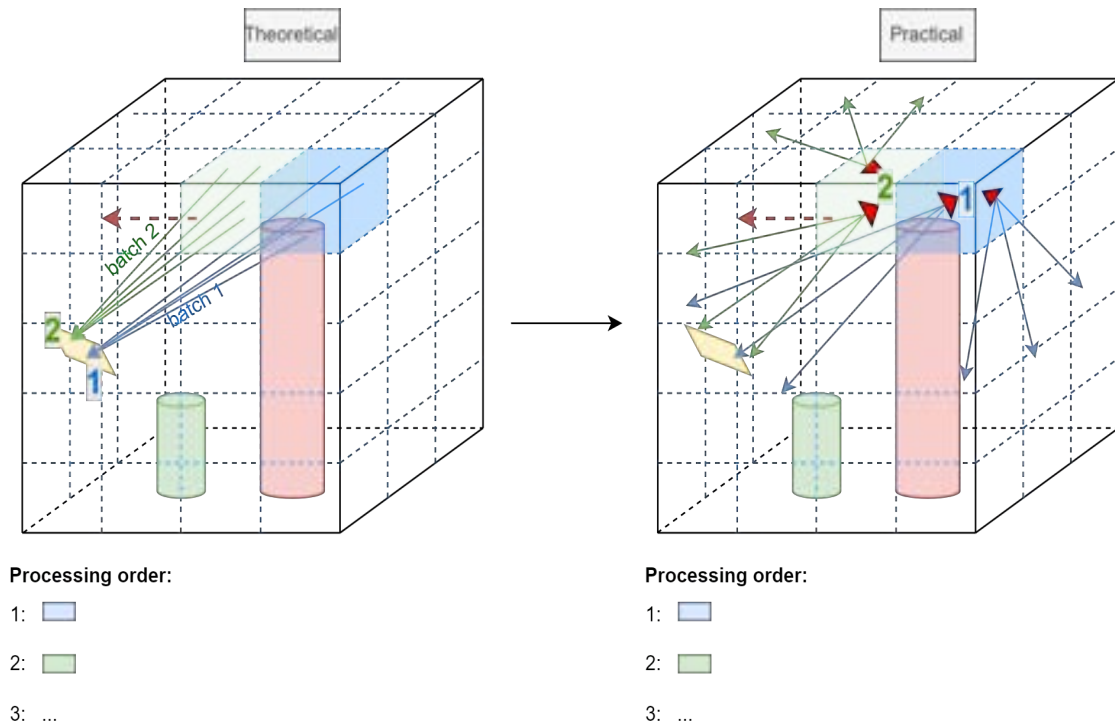 Theoretical
Practical
batch 2
batch 1
2
1
2
1
Processing order:
1:
2:
3: ...
Processing order:
1:
2:
3: ...